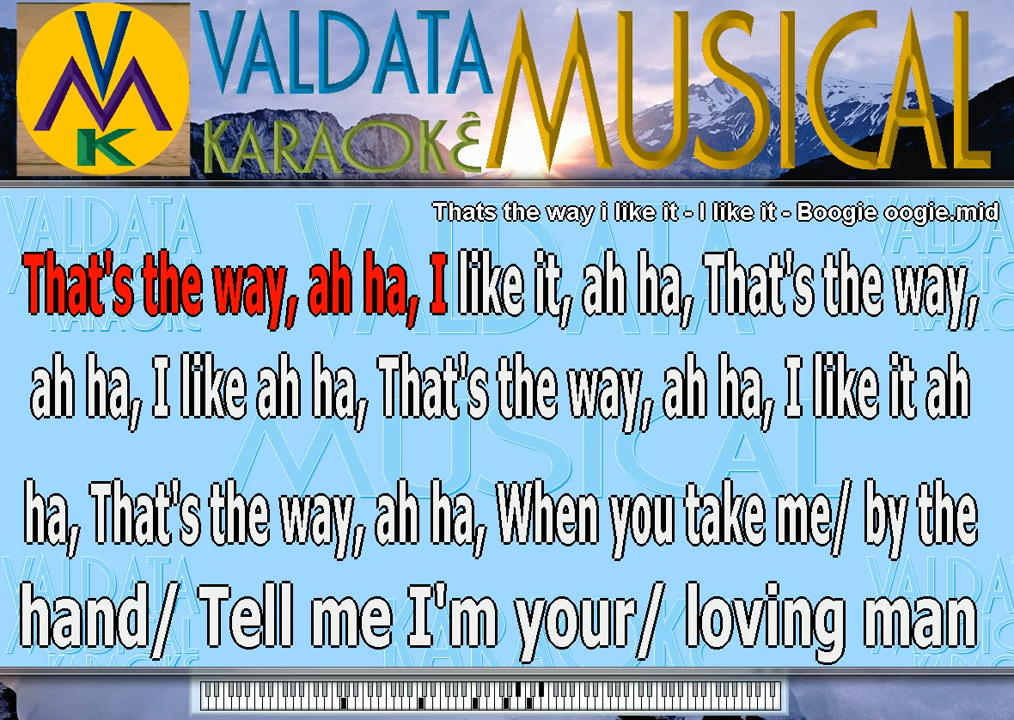 VALDATA MUSICAL
KARAOKÊ
VMK
Thats the way i like it - I like it - Boogie oogie.mid
That's the way, ah ha, I like it, ah ha, That's the way,
ah ha, I like ah ha, That's the way, ah ha, I like it ah
ha, That's the way, ah ha, When you take me/ by the
hand/ Tell me I'm your/ loving man
VALDATA
MUSICAL
KARAOKE